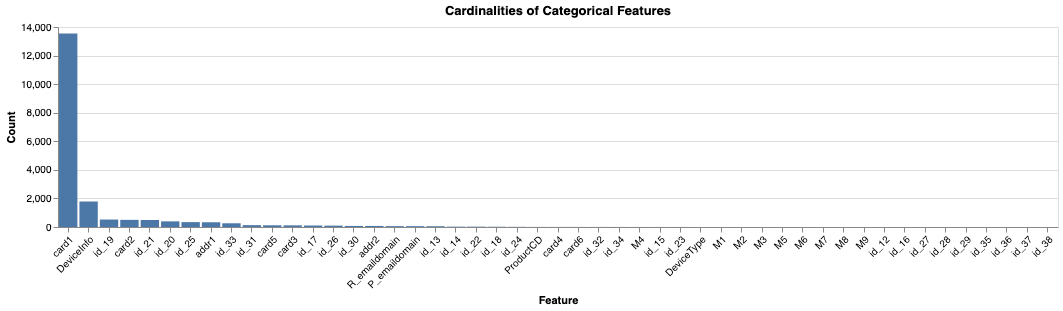 Cardinalities of Categorical Features
14,000
12,000
10,000
8,000
6,000
4,000
2,000
0
Count
card1
DeviceInfo
id_19
card2
id_21
id_20
id_25
addr1
id_33
id_31
card5
card3
id_17
id_26
id_30
addr2
R_emaildomain
P_emaildomain
id_13
id_14
id_22
id_18
id_24
ProductCD
card4
card6
id_32
id_34
M4
id_15
id_23
DeviceType
M1
M2
M3
M5
M6
M7
M8
M9
id_12
id_16
id_27
id_28
id_29
id_35
id_36
id_37
id_38
Feature